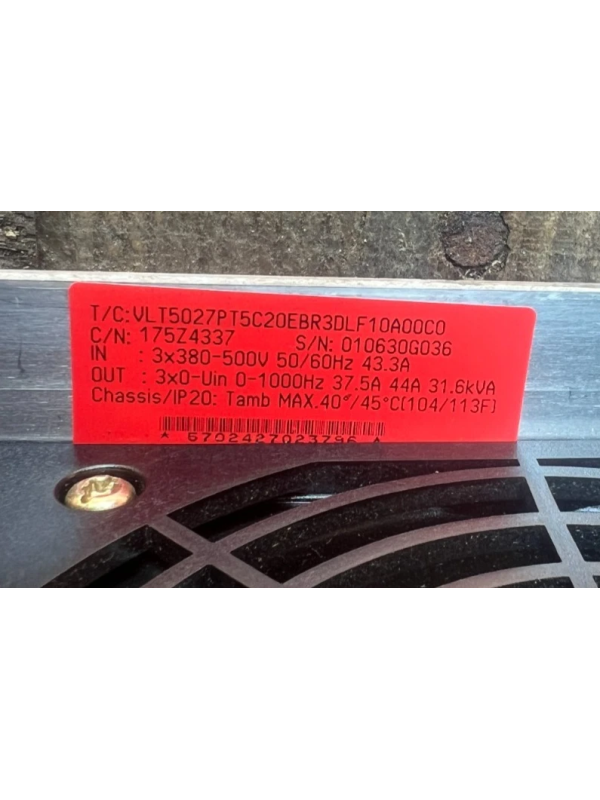 T/C:VLT5027PT5C20EBR3DLF10A00C0
C/N: 175Z4337 S/N: 010630G036
IN : 3x380-500V 50/60Hz 43.3A
OUT : 3x0-Uin 0-1000Hz 37.5A 44A 31.6kVA
Chassis/IP20: Tamb MAX.40°/45°C(104/113F)
* 5702427023796 *